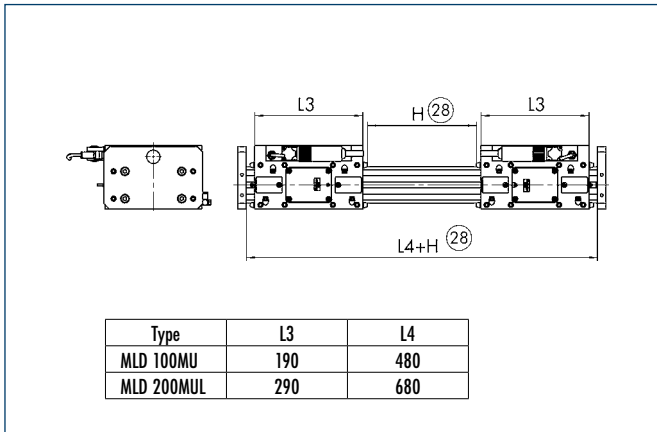 L3
H 28
L3
L4+H 28
Type L3 L4
MLD 100MU 190 480
MLD 200MUL 290 680